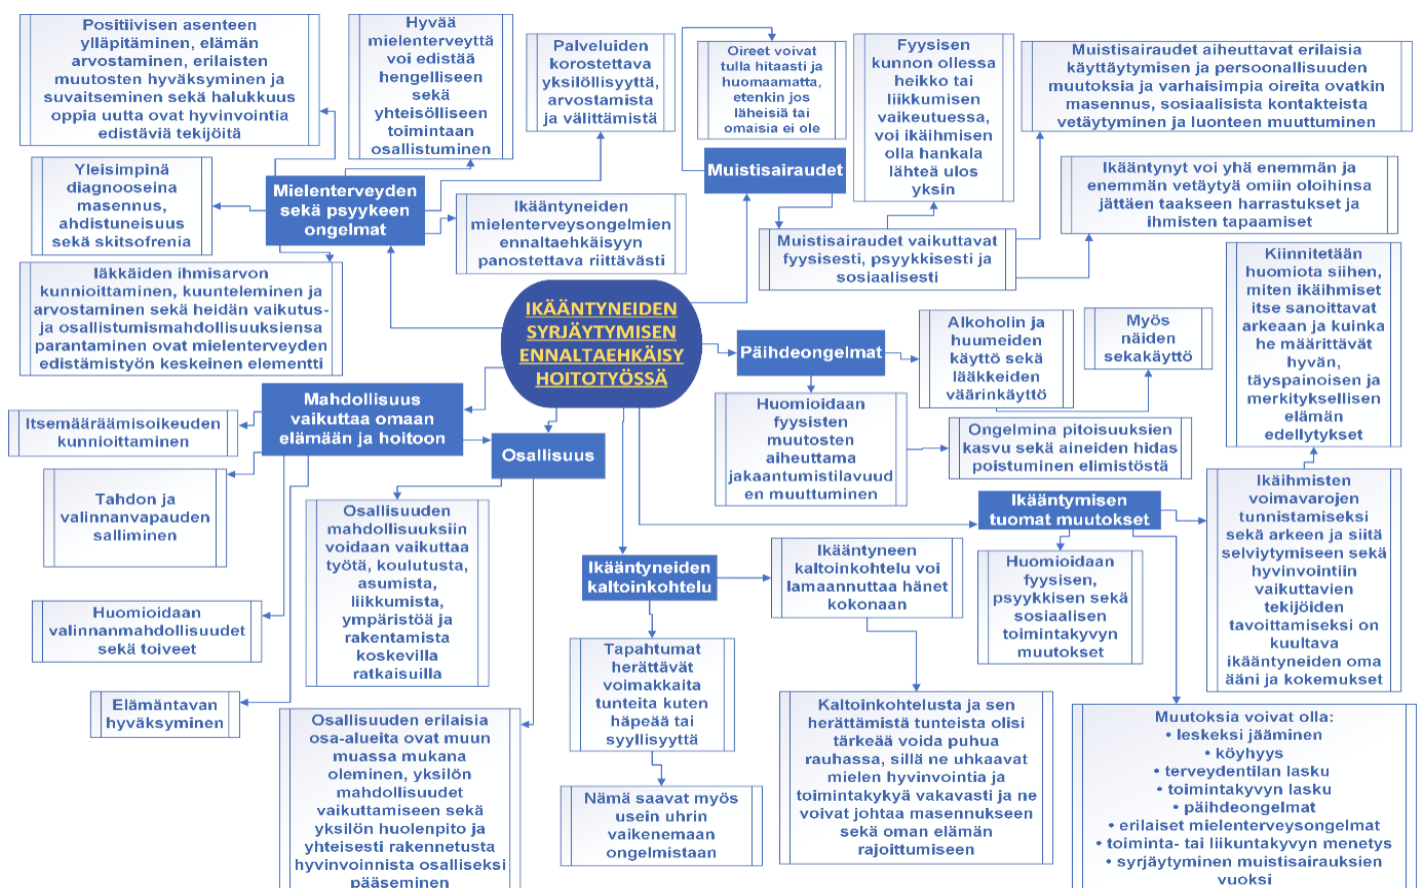 Positiivisen asenteen
ylläpitäminen, elämän
arvostaminen, erilaisten
muutosten hyväksyminen ja
suvaitseminen sekä halukkuus
oppia uutta ovat hyvinvointia
edistäviä tekijöitä
Hyvää
mielenterveyttä
voi edistää
hengelliseen
sekä
yhteisölliseen
toimintaan
osallistuminen
Palveluiden
korostettava
yksilöllisyyttä,
arvostamista
ja välittämistä
Oireet voivat
tulla hitaasti ja
huomaamatta,
etenkin jos
läheisiä tai
omaisia ei ole
Fyysisen
kunnon ollessa
heikko tai
liikkumisen
vaikeutuessa,
voi ikäihmisen
olla hankala
lähteä ulos
yksin
Muistisairaudet aiheuttavat erilaisia
käyttäytymisen ja persoonallisuuden
muutoksia ja varhaisimpia oireita ovatkin
masennus, sosiaalisista kontakteista
vetäytyminen ja luonteen muuttuminen
Yleisimpinä
diagnooseina
masennus,
ahdistuneisuus
sekä skitsofrenia
Mielenterveyden
sekä psyykeen
ongelmat
Ikääntyneiden
mielenterveysongelmien
ennaltaehkäisyyn
panostettava riittävästi
Muistisairaudet
Muistisairaudet vaikuttavat
fyysisesti, psyykkisesti ja
sosiaalisesti
Ikääntynyt voi yhä enemmän ja
enemmän vetäytyä omiin oloihinsa
jättäen taakseen harrastukset ja
ihmisten tapaamiset
Iäkkäiden ihmisarvon
kunnioittaminen, kuunteleminen ja
arvostaminen sekä heidän vaikutus-
ja osallistumismahdollisuuksiensa
parantaminen ovat mielenterveyden
edistämistyön keskeinen elementti
IKÄÄNTYNEIDEN
SYRJÄYTYMISEN
ENNALTAEHKÄISY
HOITOTYÖSSÄ
Päihdeongelmat
Alkoholin ja
huumeiden
käyttö sekä
lääkkeiden
väärinkäyttö
Myös
näiden
sekakäyttö
Kiinnitetään
huomiota siihen,
miten ikäihmiset
itse sanoittavat
arkeaan ja kuinka
he määrittävät
hyvän,
täyspainoisen ja
merkityksellisen
elämän
edellytykset
Mahdollisuus
vaikuttaa omaan
elämään ja hoitoon
Itsemääräämisoikeuden
kunnioittaminen
Osallisuus
Huomioidaan
fyysisten
muutosten
aiheuttama
jakaantumistilavuud
en muuttuminen
Ongelmina pitoisuuksien
kasvu sekä aineiden hidas
poistuminen elimistöstä
Tahdon ja
valinnanvapauden
salliminen
Osallisuuden
mahdollisuuksiin
voidaan vaikuttaa
työtä, koulutusta,
asumista,
liikkumista,
ympäristöä ja
rakentamista
koskevilla
ratkaisuilla
Ikääntymisen
tuomat muutokset
Ikäihmisten
voimavarojen
tunnistamiseksi
sekä arkeen ja siitä
selviytymiseen sekä
hyvinvointiin
vaikuttavien
tekijöiden
tavoittamiseksi on
kuultava
ikääntyneiden oma
ääni ja kokemukset
Ikääntyneiden
kaltoinkohtelu
Ikääntyneen
kaltoinkohtelu voi
lamaannuttaa hänet
kokonaan
Huomioidaan
fyysisen,
psyykkisen sekä
sosiaalisen
toimintakyvyn
muutokset
Huomioidaan
valinnanmahdollisuudet
sekä toiveet
Tapahtumat
herättävät
voimakkaita
tunteita kuten
häpeää tai
syyllisyyttä
Elämäntavan
hyväksyminen
Osallisuuden erilaisia
osa-alueita ovat muun
muassa mukana
oleminen, yksilön
mahdollisuudet
vaikuttamiseen sekä
yksilön huolenpito ja
yhteisesti rakennetusta
hyvinvoinnista osalliseksi
pääseminen
Nämä saavat myös
usein uhrin
vaikenemaan
ongelmistaan
Kaltoinkohtelusta ja sen
herättämistä tunteista olisi
tärkeää voida puhua
rauhassa, sillä ne uhkaavat
mielen hyvinvointia ja
toimintakykyä vakavasti ja ne
voivat johtaa masennukseen
sekä oman elämän
rajoittumiseen
Muutoksia voivat olla:
• leskeksi jääminen
• köyhyys
• terveydentilan lasku
• toimintakyvyn lasku
• päihdeongelmat
• erilaiset mielenterveysongelmat
• toiminta- tai liikuntakyvyn menetys
• syrjäytyminen muistisairauksien
vuoksi